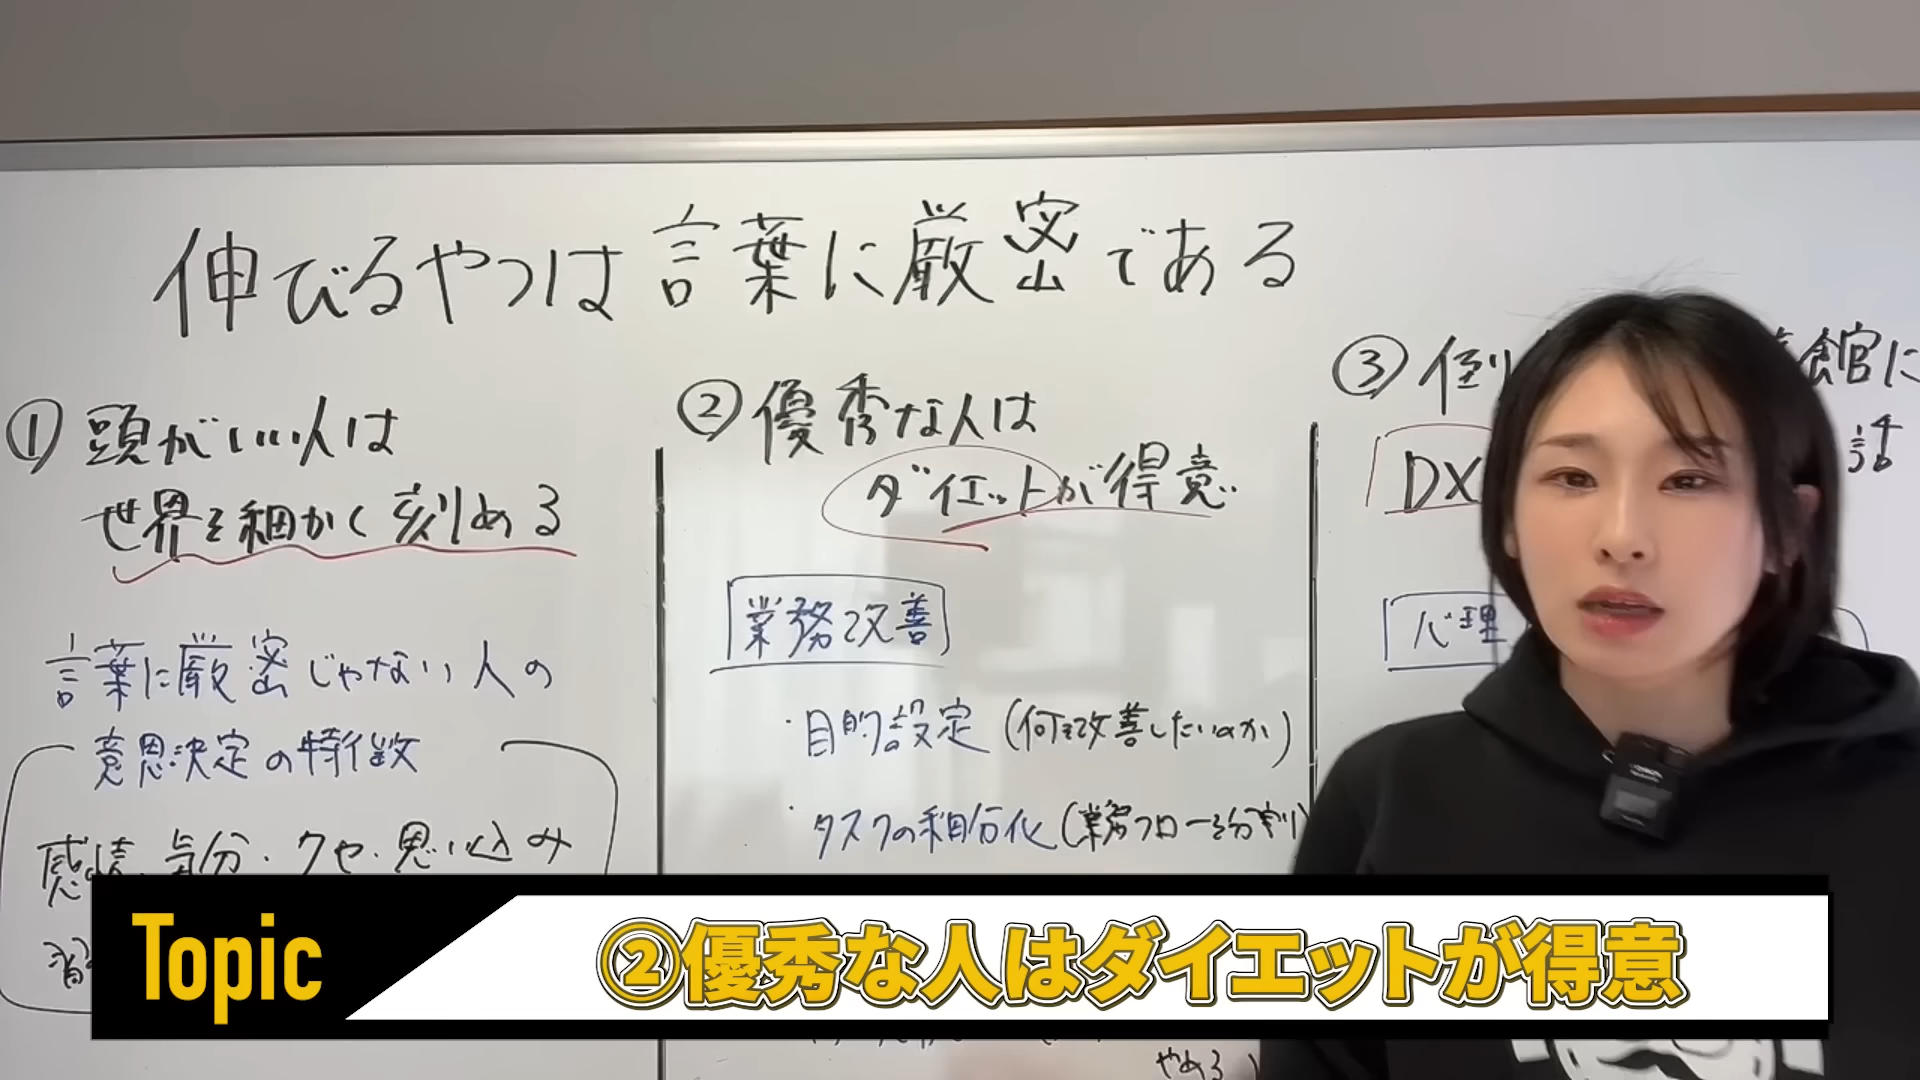 伸びるやつは言葉に厳密である
①頭がいい人は
世界を細かく刻める
言葉に厳密じゃない人の
意思決定の特徴
感情、気分・クセ・思い込み
②優秀な人は
ダイエットが得意
業務改善
・目的設定(何を改善したいのか)
・タスクの細分化(業務フローを分割)
やめる)
③倒
館に
話
DX
心理
Topic
②優秀な人はダイエットが得意